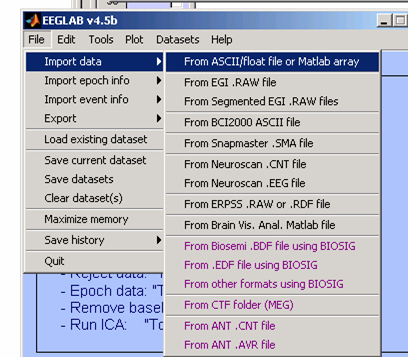 EEGLAB v4.5b
File Edit Tools Plot Datasets Help
Import data
Import epoch info
Import event info
Export
Load existing dataset
Save current dataset
Save datasets
Clear dataset(s)
Maximize memory
Save history
Quit
From ASCII/float file or Matlab array
From EGI .RAW file
From Segmented EGI .RAW files
From BCI2000 ASCII file
From Snapmaster .SMA file
From Neuroscan .CNT file
From Neuroscan .EEG file
From ERPSS .RAW or .RDF file
From Brain Vis. Anal. Matlab file
From Biosemi .BDF file using BIOSIG
From .EDF file using BIOSIG
From other formats using BIOSIG
From CTF folder (MEG)
From ANT .CNT file
From ANT .AVR file
- Reject data: "T
- Epoch data: "T
- Remove basel
- Run ICA: "To